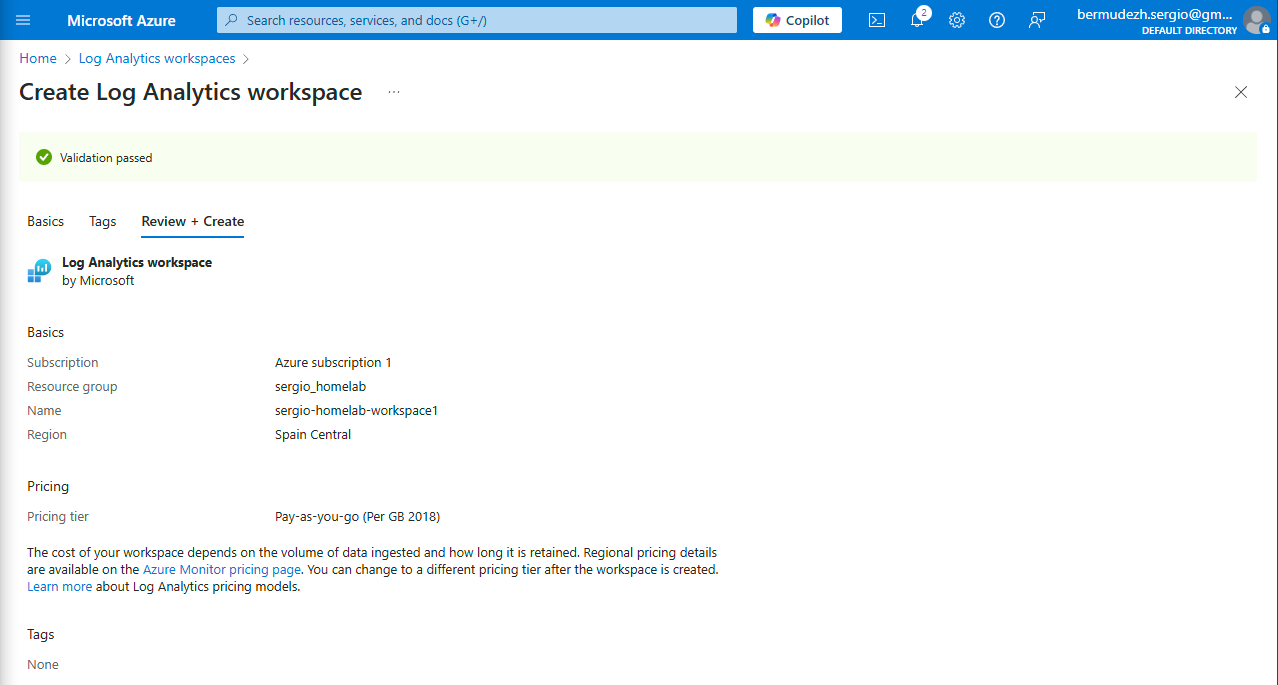 Microsoft Azure
Search resources, services, and docs (G+/)
Copilot
2
bermudezh.sergio@gm...
DEFAULT DIRECTORY
Home > Log Analytics workspaces >
Create Log Analytics workspace ...
Validation passed
Basics Tags Review + Create
Log Analytics workspace
by Microsoft
Basics
Subscription Azure subscription 1
Resource group sergio_homelab
Name sergio-homelab-workspace1
Region Spain Central
Pricing
Pricing tier Pay-as-you-go (Per GB 2018)
The cost of your workspace depends on the volume of data ingested and how long it is retained. Regional pricing details
are available on the Azure Monitor pricing page. You can change to a different pricing tier after the workspace is created.
Learn more about Log Analytics pricing models.
Tags
None